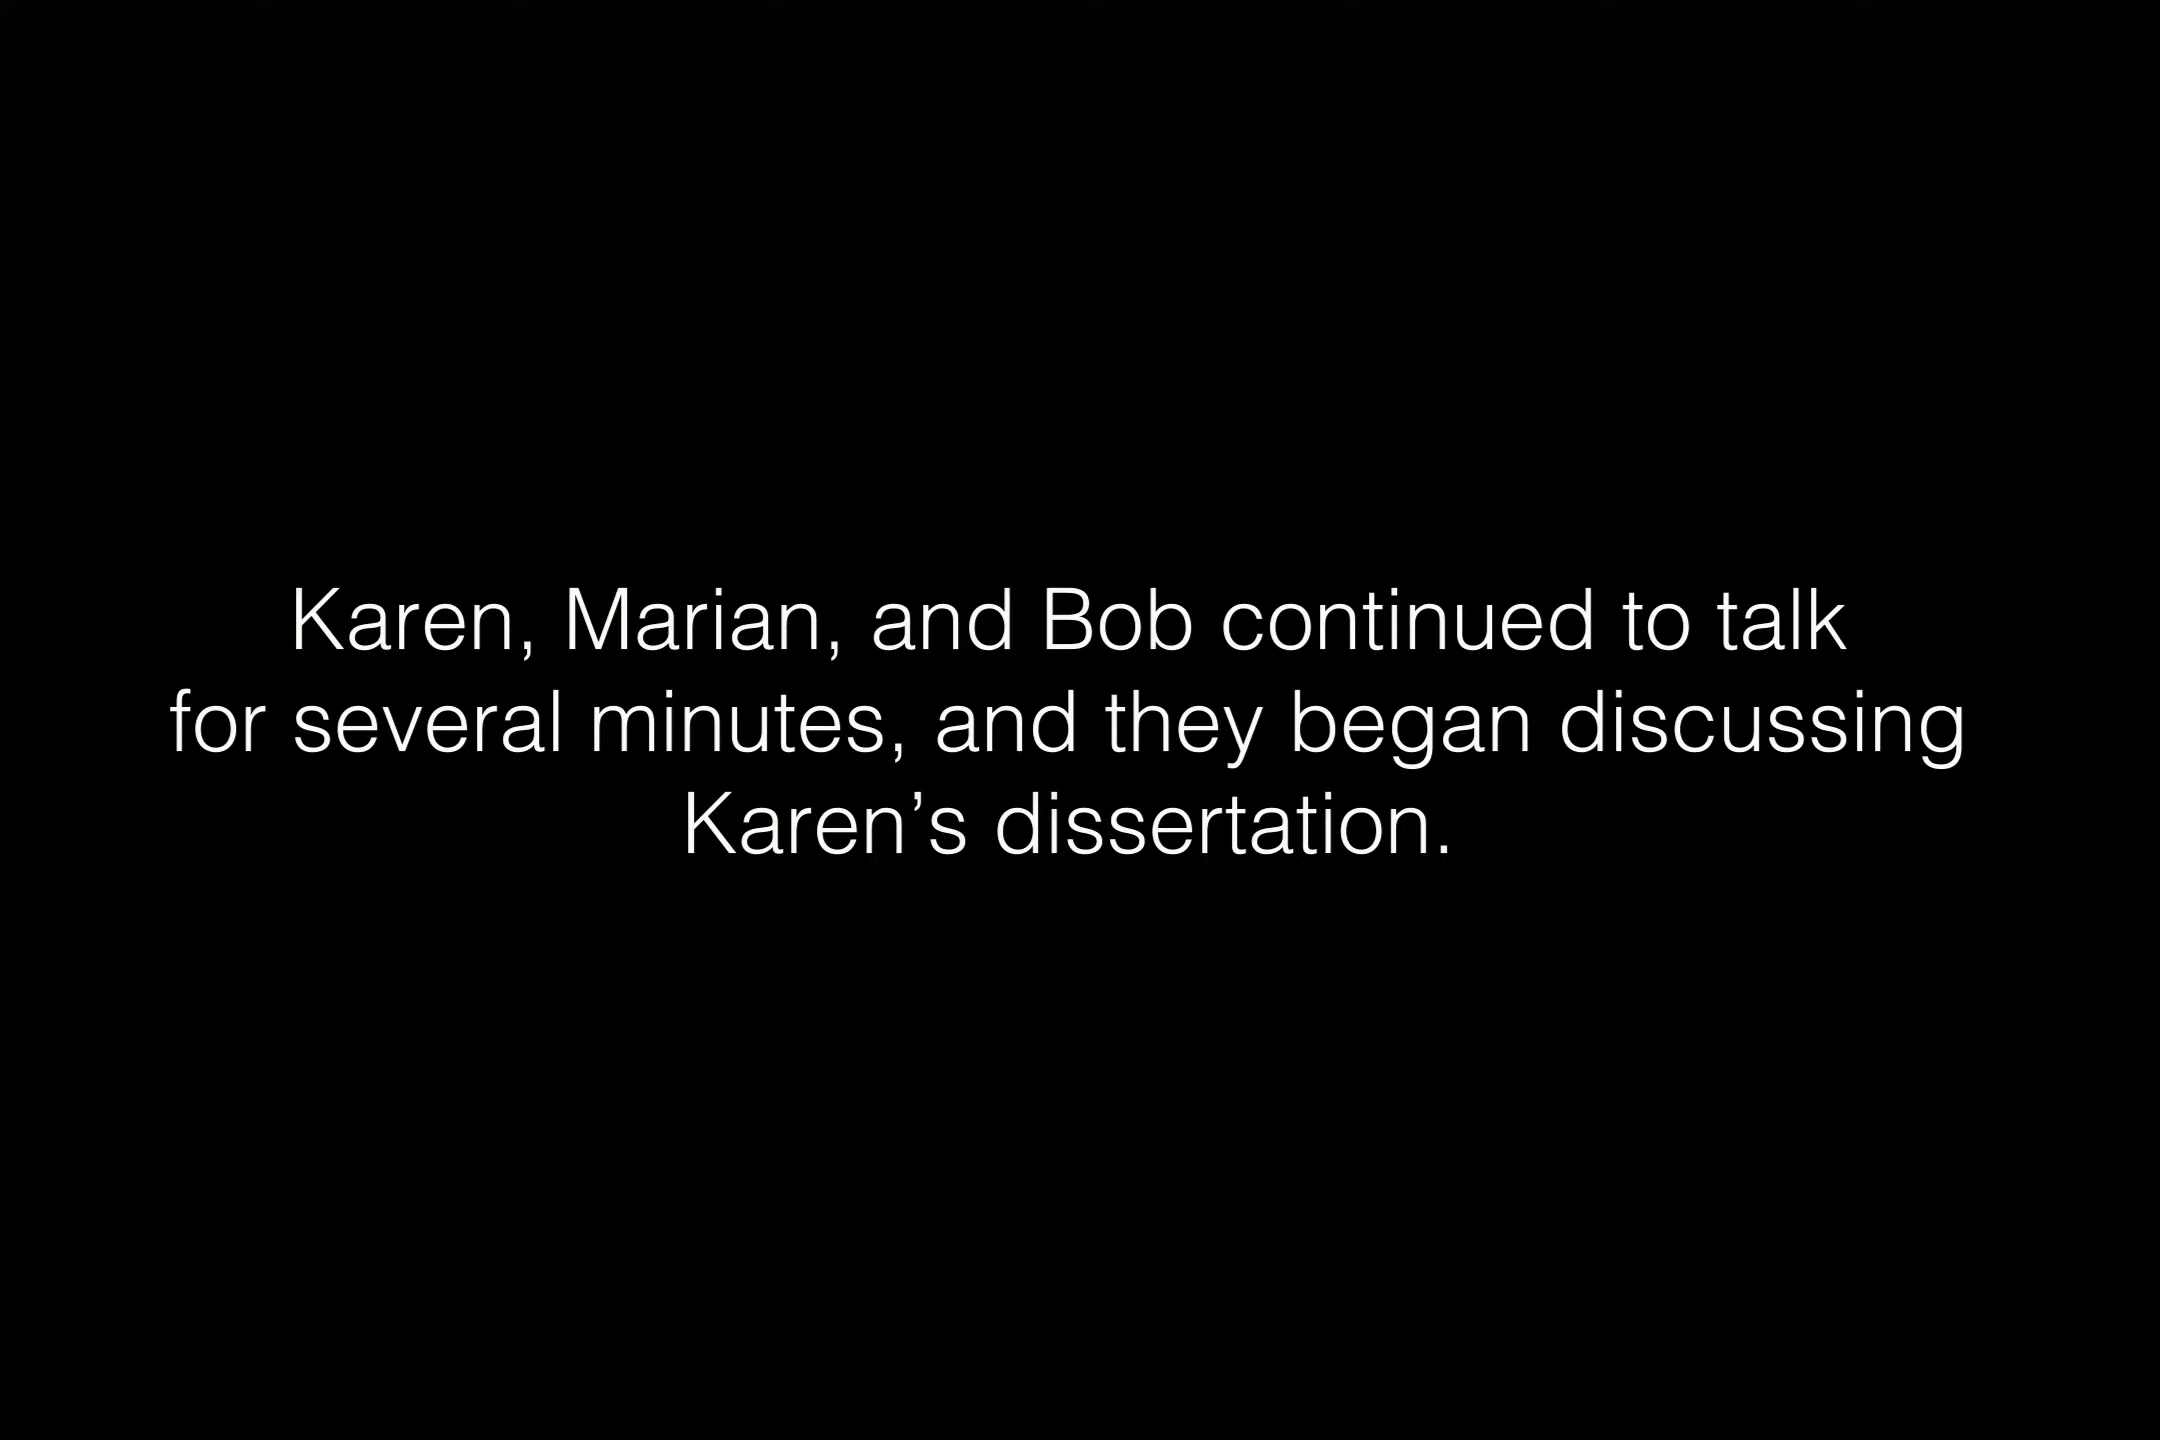 Karen, Marian, and Bob continued to talk
for several minutes, and they began discussing
Karen’s dissertation.